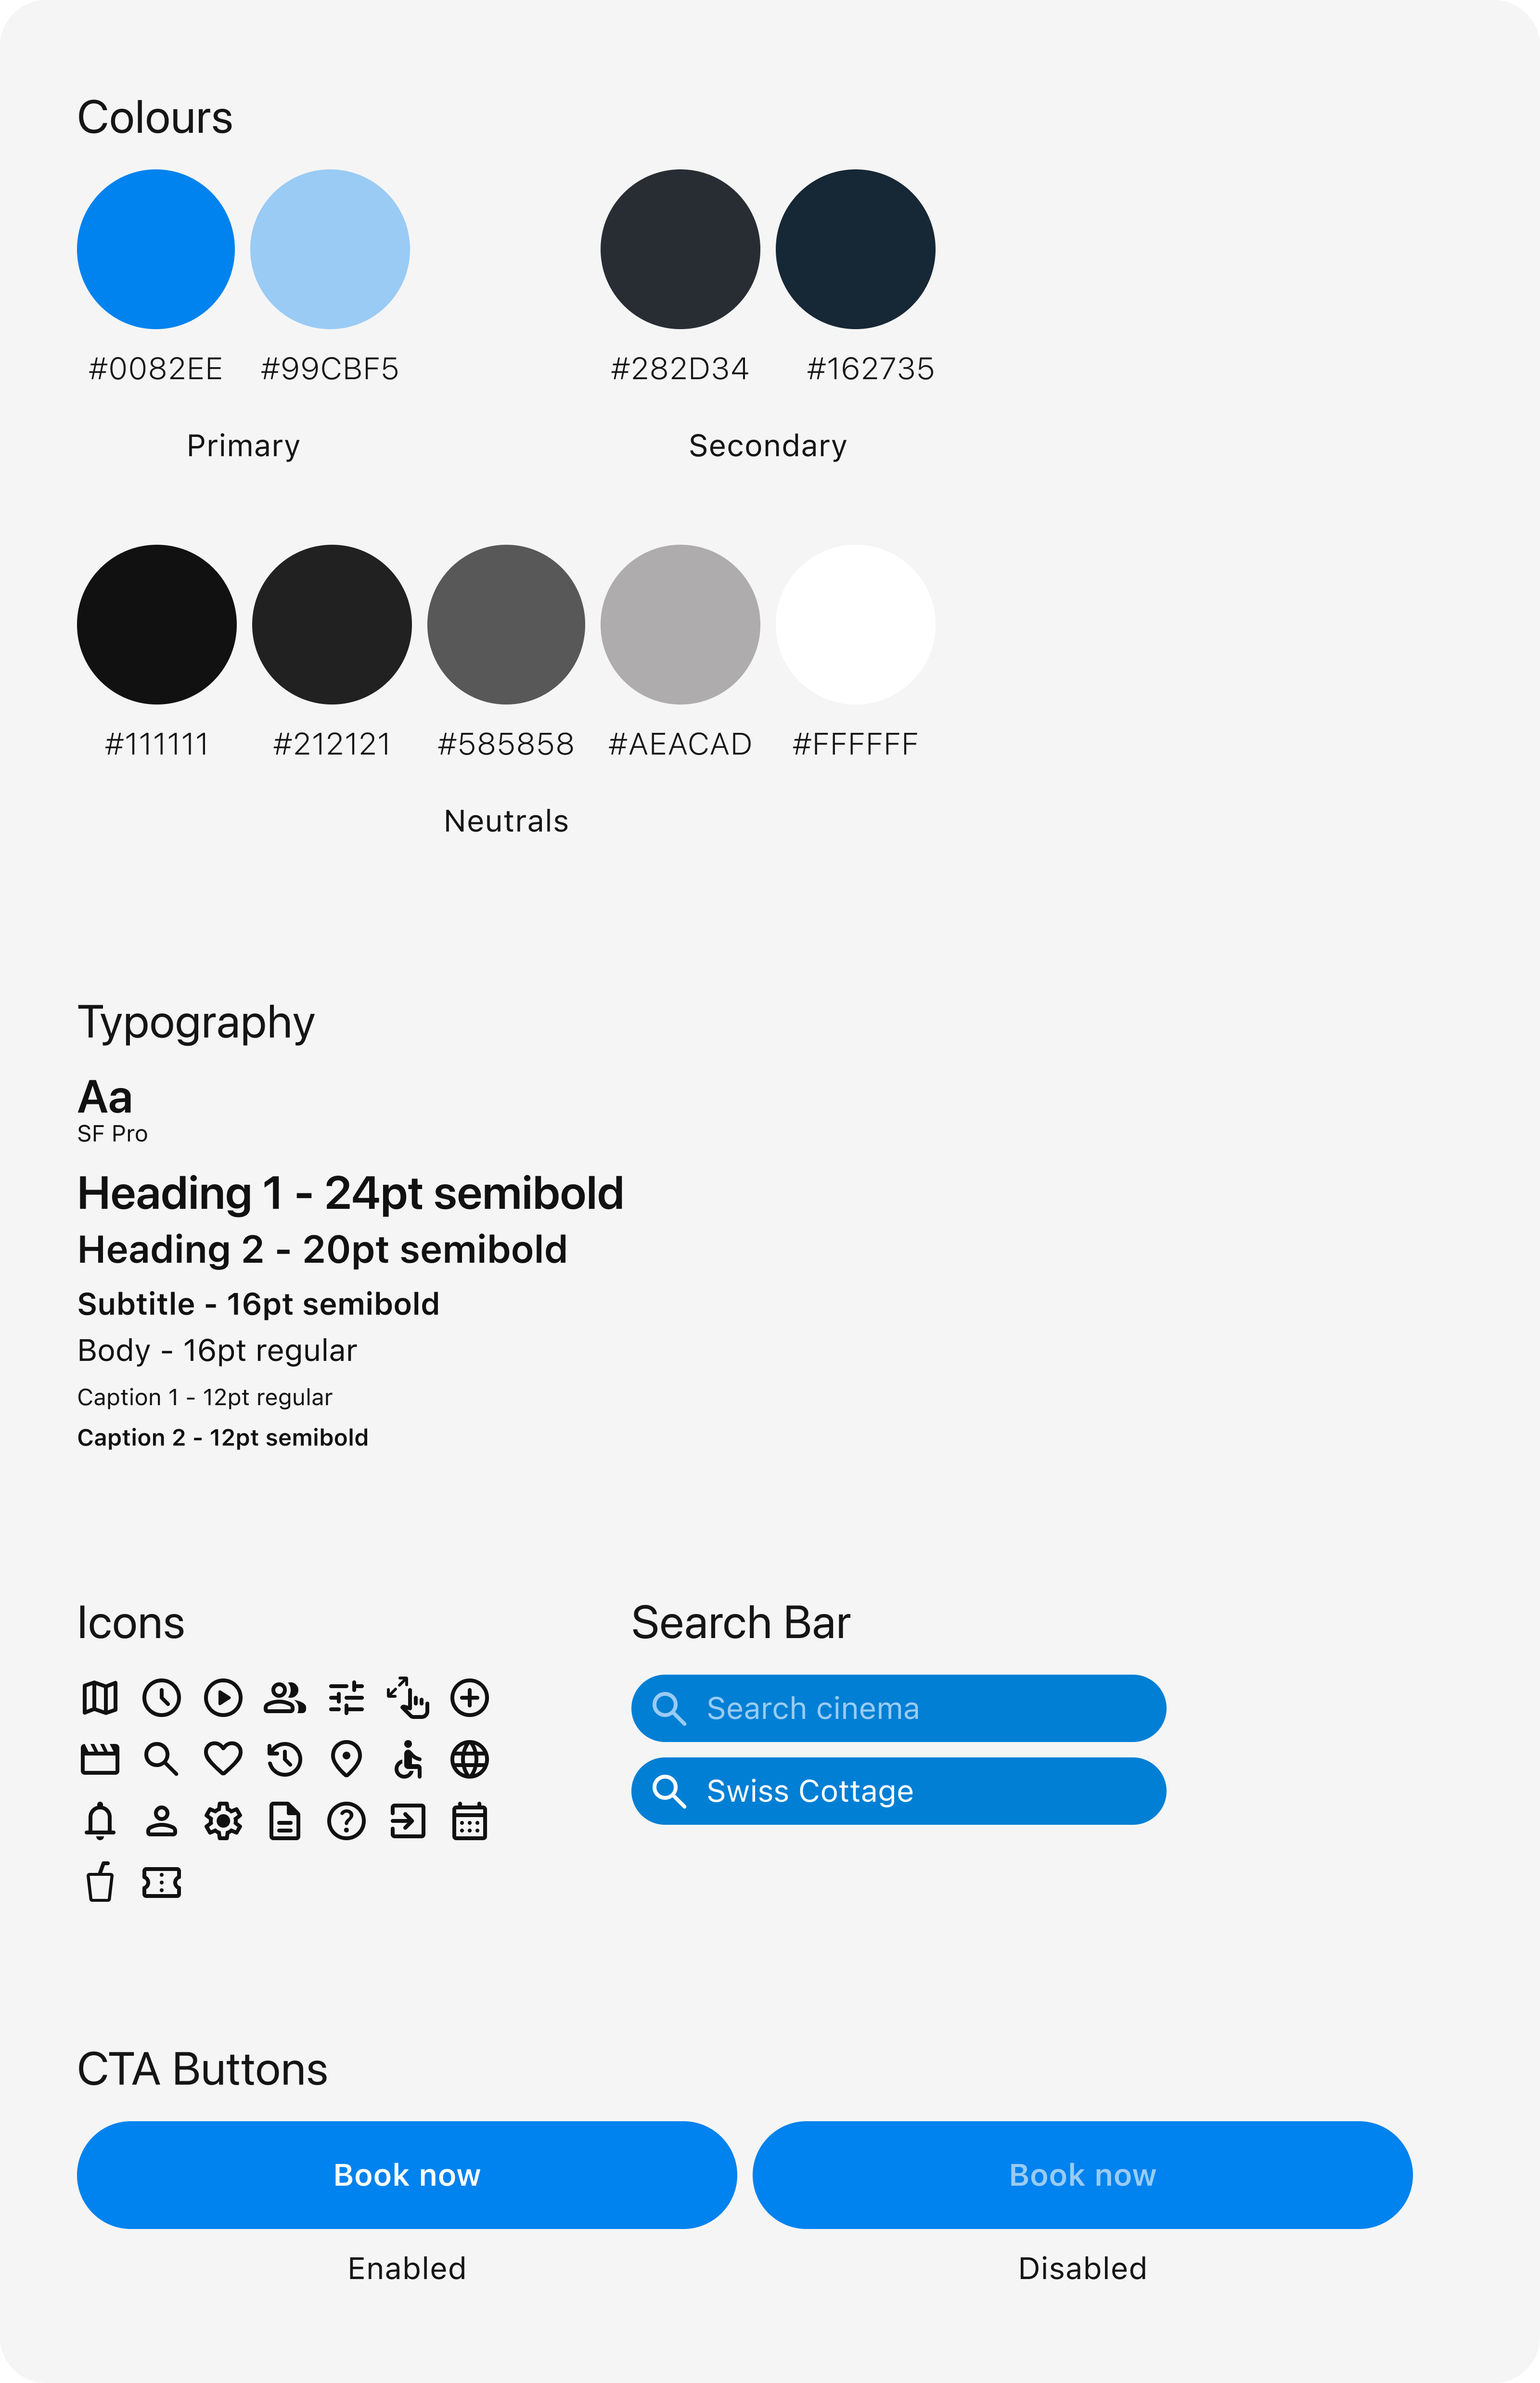 Colours
#0082EE #99CBF5 #282D34 #162735
Primary Secondary
#111111 #212121 #585858 #AEACAD #FFFFFF
Neutrals
Typography
Aa
SF Pro
Heading 1 - 24pt semibold
Heading 2 - 20pt semibold
Subtitle - 16pt semibold
Body - 16pt regular
Caption 1 - 12pt regular
Caption 2 - 12pt semibold
Icons
Search Bar
Search cinema
Swiss Cottage
CTA Buttons
Book now Book now
Enabled Disabled